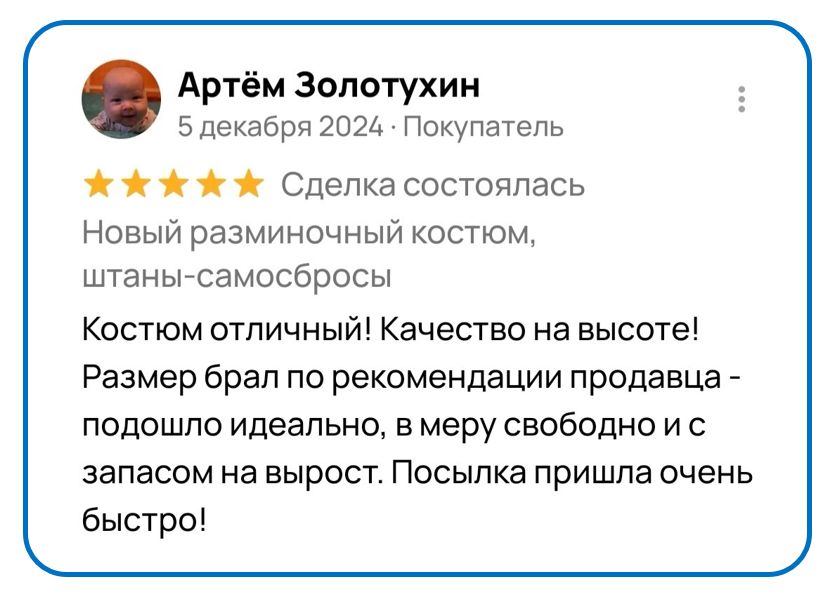 Артём Золотухин
5 декабря 2024 · Покупатель
Сделка состоялась
Новый разминочный костюм,
штаны-самосбросы
Костюм отличный! Качество на высоте!
Размер брал по рекомендации продавца -
подошло идеально, в меру свободно и с
запасом на вырост. Посылка пришла очень
быстро!